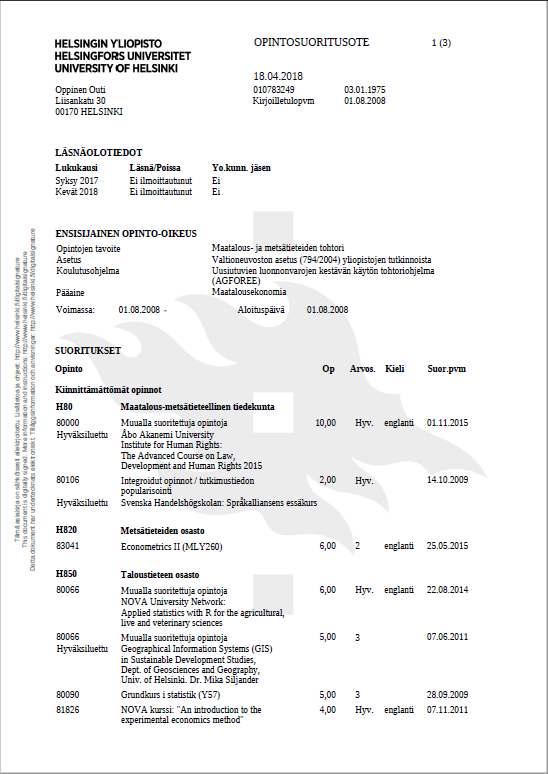 HELSINGIN YLIOPISTO
HELSINGFORS UNIVERSITET
UNIVERSITY OF HELSINKI
OPINTOSUORITUSOTE 1 (3)
18.04.2018
Oppinen Outi 010783249 03.01.1975
Liisankatu 30 Kirjoilletulopvm 01.08.2008
00170 HELSINKI
LÄSNÄOLOTIEDOT
Lukukausi Läsnä/Poissa Yo.kunn. jäsen
Syksy 2017 Ei ilmoittautunut Ei
Kevät 2018 Ei ilmoittautunut Ei
ENSISIJAINEN OPINTO-OIKEUS
Opintojen tavoite Maatalous- ja metsätieteiden tohtori
Asetus Valtioneuvoston asetus (794/2004) yliopistojen tutkinnoista
Koulutusohjelma Uusiutuvien luonnonvarojen kestävän käytön tohtoriohjelma
(AGFOREE)
Pääaine Maatalousekonomia
Voimassa: 01.08.2008 - Aloituspäivä 01.08.2008
SUORITUKSET
Opinto Op Arvos. Kieli Suor.pvm
Kiinnittämättömät opinnot
H80 Maatalous-metsätieteellinen tiedekunta
80000 Muualla suoritettuja opintoja 10,00 Hyv. englanti 01.11.2015
Hyväksiluettu Åbo Akanemi University
Institute for Human Rights:
The Advanced Course on Law,
Development and Human Rights 2015
80106 Integroidut opinnot / tutkimustiedon 2,00 Hyv. 14.10.2009
popularisointi
Hyväksiluettu Svenska Handelshögskolan: Språkalliansens essäkurs
H820 Metsätieteiden osasto
83041 Econometrics II (MLY260) 6,00 2 englanti 25.05.2015
H850 Taloustieteen osasto
80066 Muualla suoritettuja opintoja 6,00 Hyv. englanti 22.08.2014
NOVA University Network:
Applied statistics with R for the agricultural,
live and veterinary sciences
80066 Muualla suoritettuja opintoja 5,00 3 07.06.2011
Hyväksiluettu Geographical Information Systems (GIS)
in Sustainable Development Studies,
Dept. of Geosciences and Geography,
Univ. of Helsinki. Dr. Mika Siljander
80090 Grundkurs i statistik (Y57) 5,00 3 28.09.2009
81826 NOVA kurssi: "An introduction to the 4,00 Hyv. englanti 07.11.2011
experimental economics method"
Tämä asiakirja on sähköisesti allekirjoitettu. Lisätietoa ja ohjeet: http://www.helsinki.fi/digitalsignature
This document is digitally signed. More information and instructions: http://www.helsinki.fi/digitalsignature
Detta dokument har undertecknats elektroniskt. Tilläggsinformation och anvisningar: http://www.helsinki.fi/digitalsignature